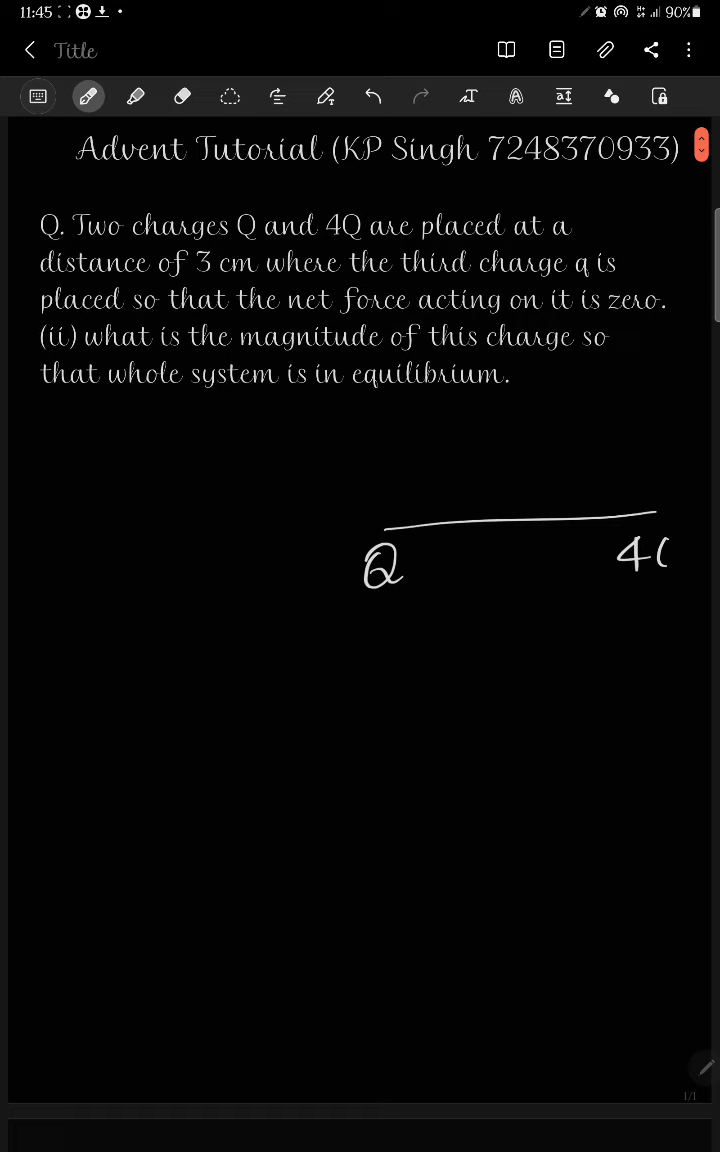 11:45 90%
Title
Advent Tutorial (KP Singh 7248370933)
Q. Two charges Q and 4Q are placed at a
distance of 3 cm where the third charge q is
placed so that the net force acting on it is zero.
(ii) what is the magnitude of this charge so
that whole system is in equilibrium.
Q 4(
1/1